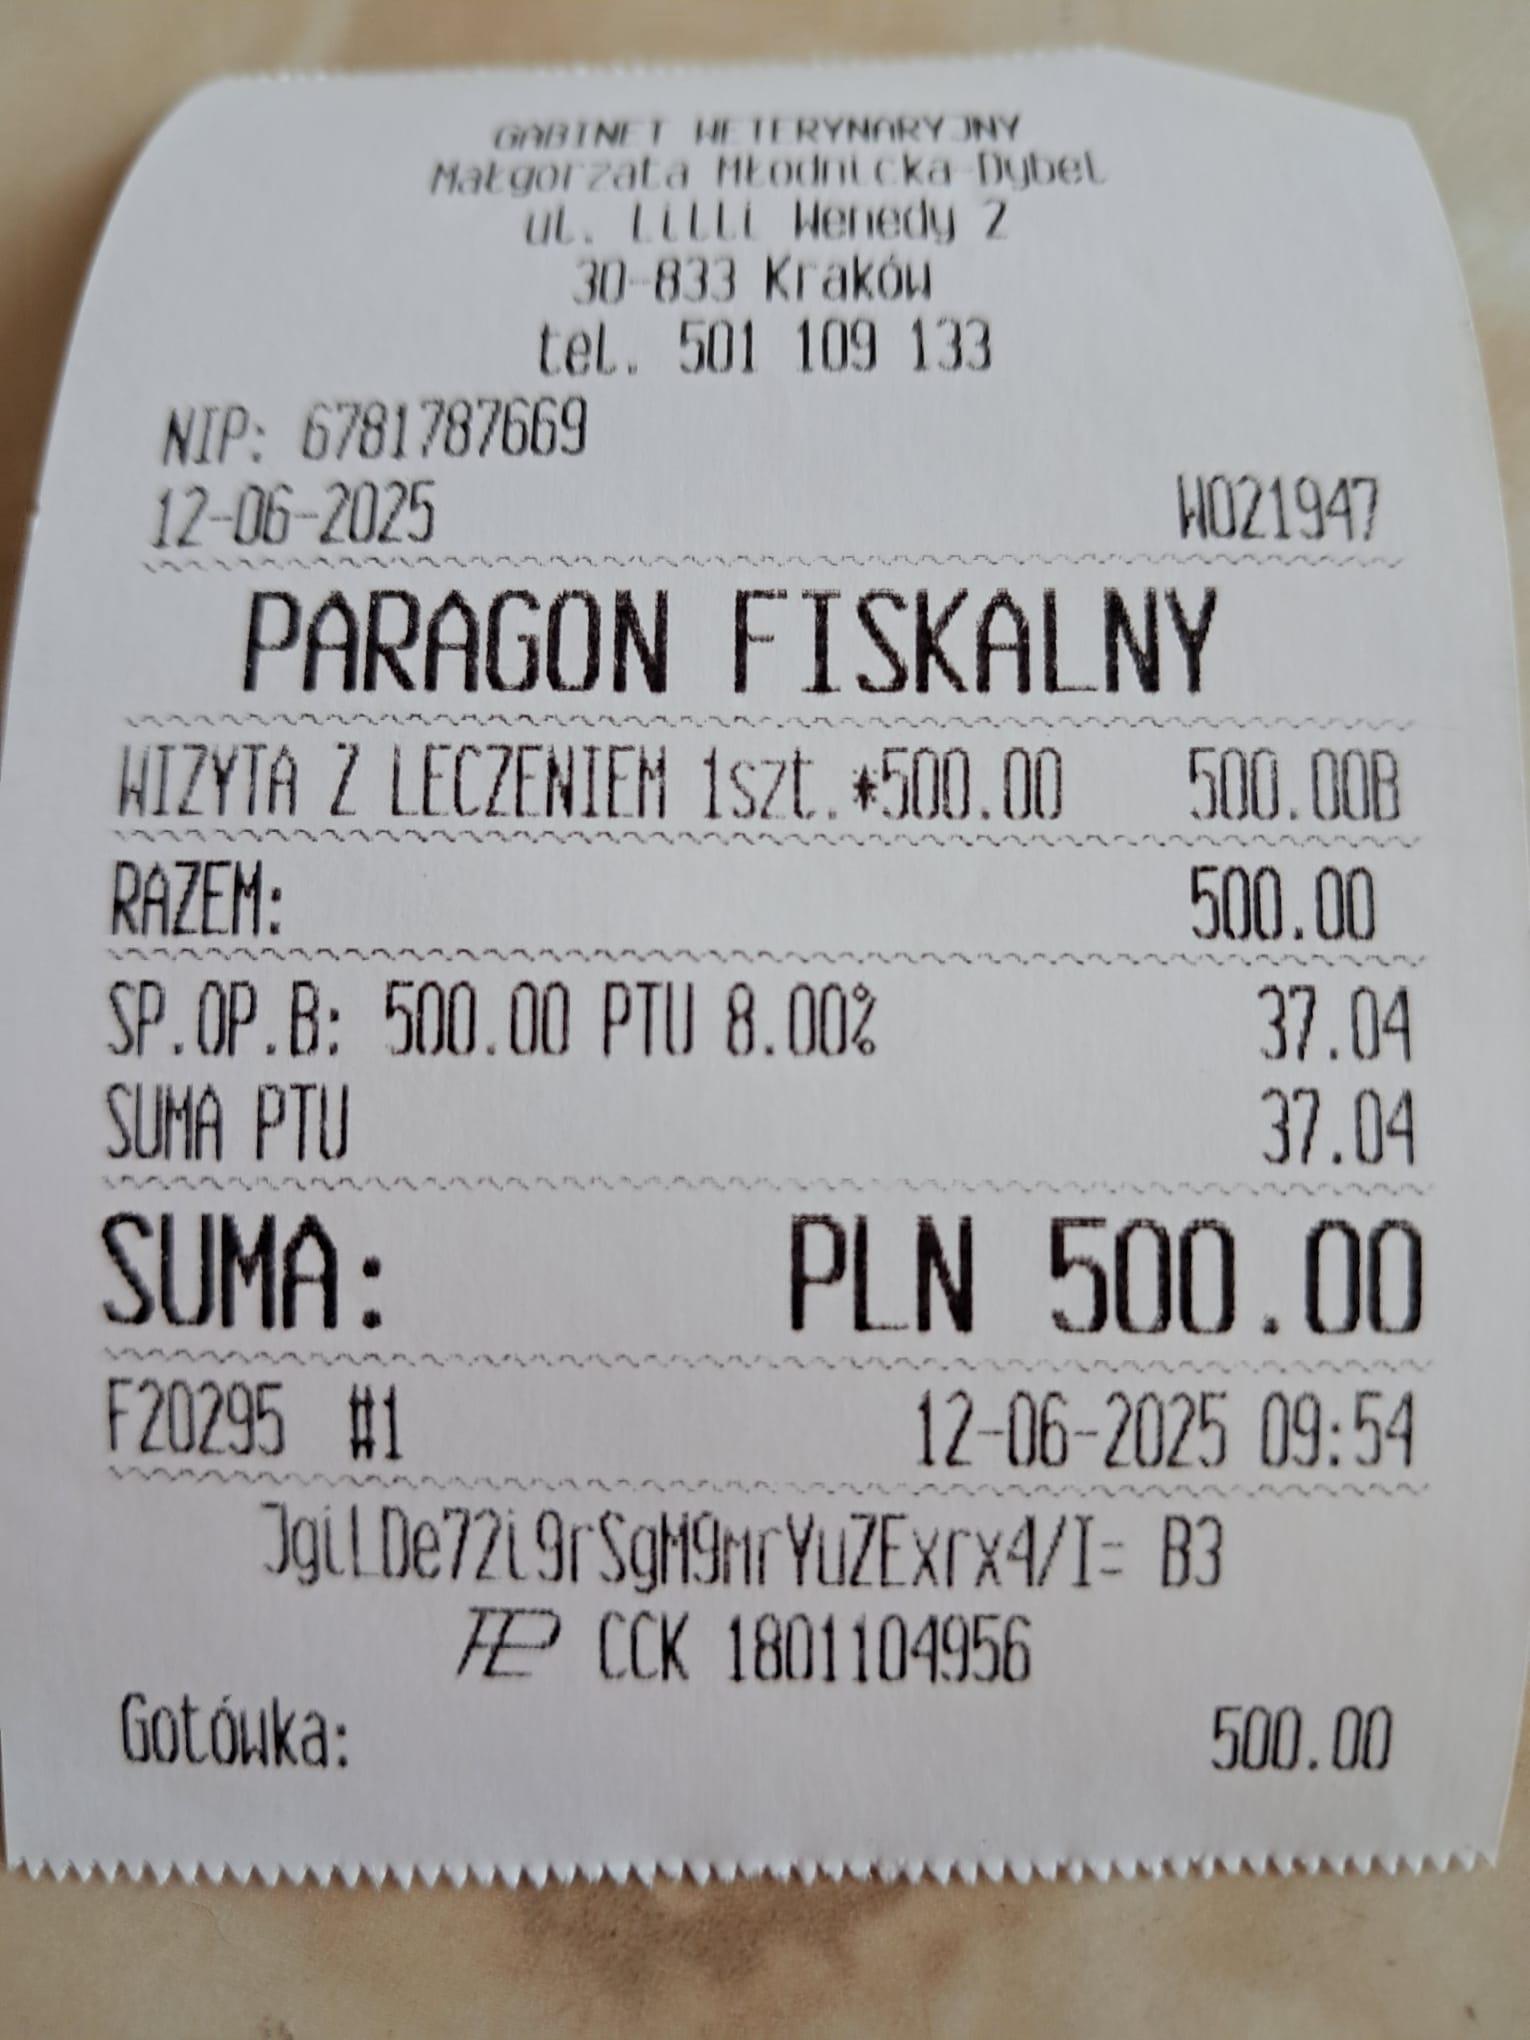 GABINET WETERYNARYJNY
Małgorzata Młodnicka-Dybeł
ul. Lilli Wenedy 2
30-833 Kraków
tel. 501 109 133
NIP: 6781787669
12-06-2025 W021947
PARAGON FISKALNY
WIZYTA Z LECZENIEM 1szt.*500.00 500.00B
RAZEM: 500.00
SP.OP.B: 500.00 PTU 8.00% 37.04
SUMA PTU 37.04
SUMA: PLN 500.00
F20295 #1 12-06-2025 09:54
JgiLDe72i9rSgM9mrYuZExrx4/I= B3
CCK 1801104956
Gotówka: 500.00